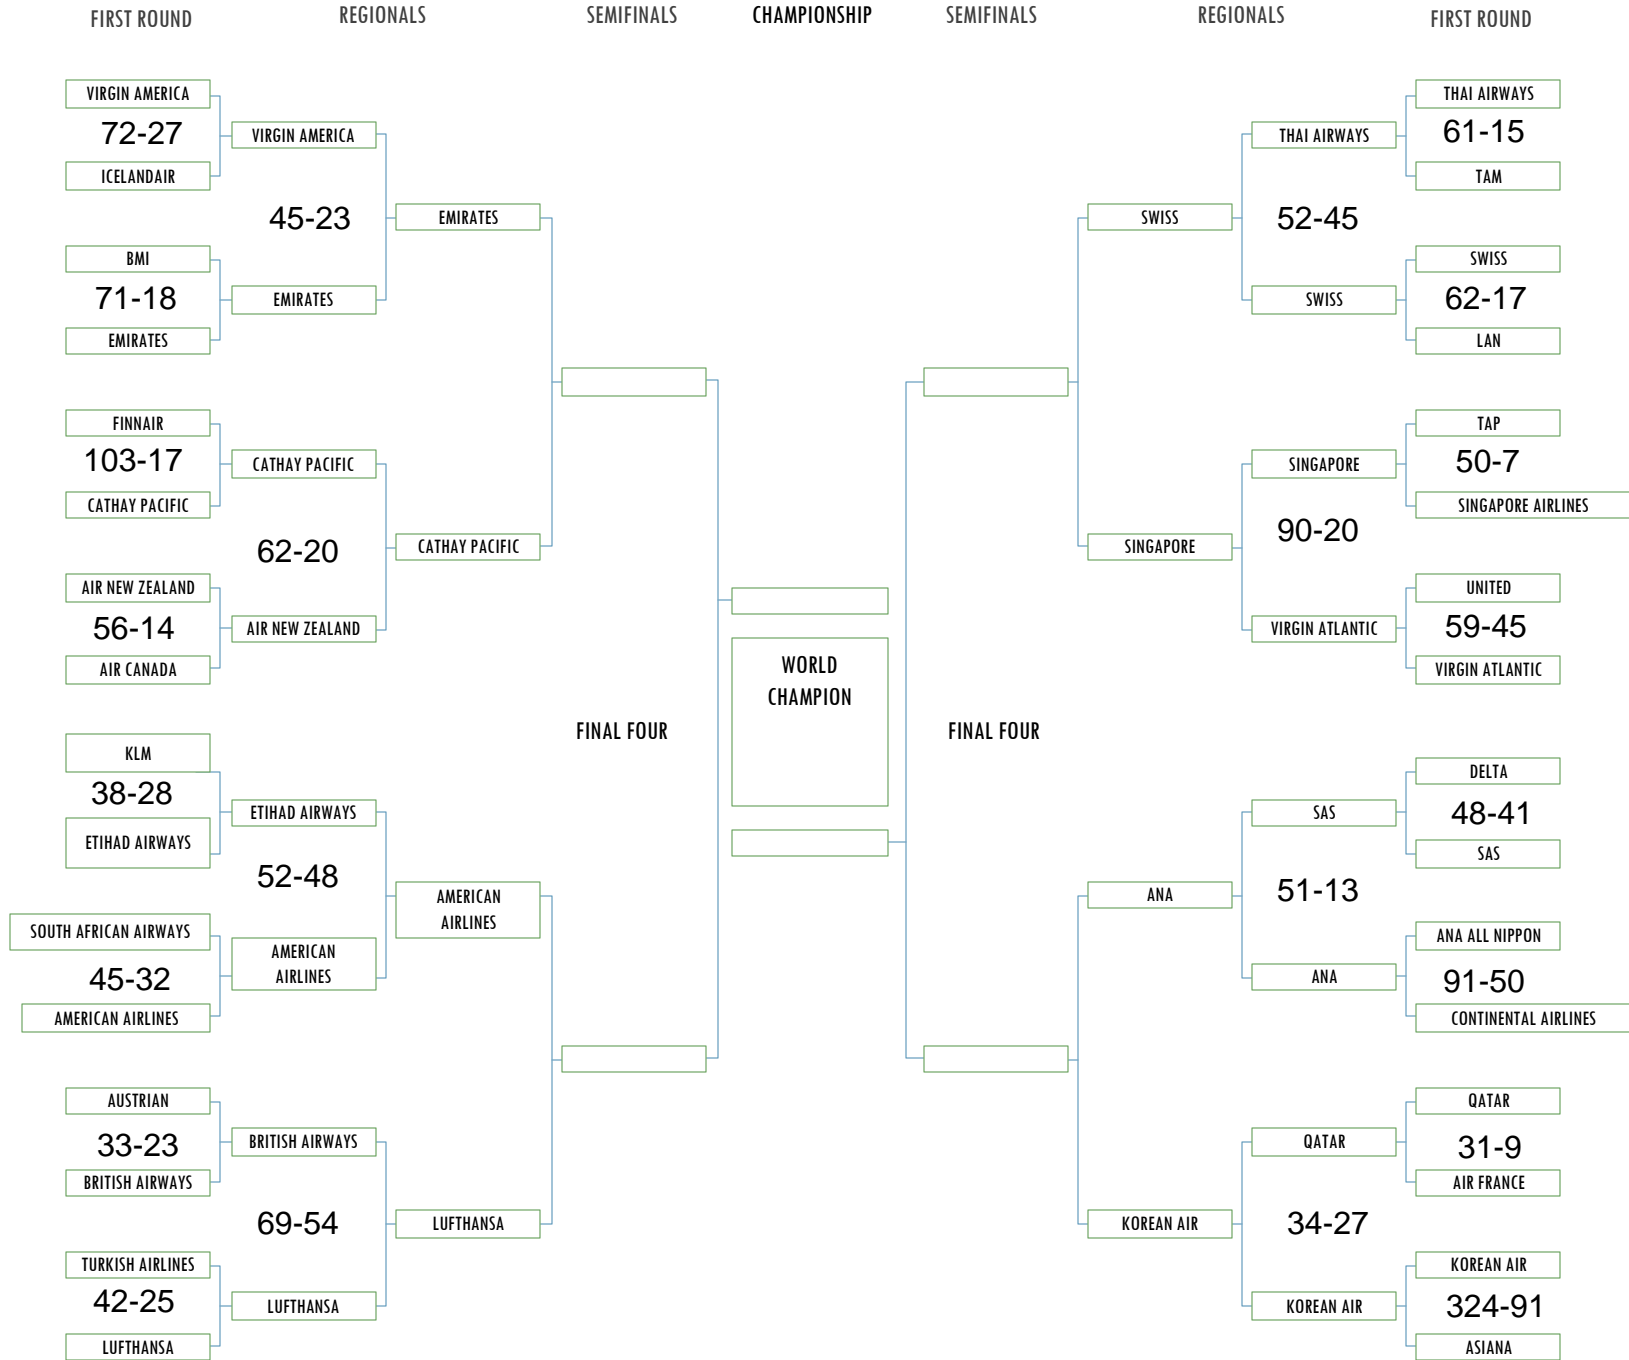 FIRST ROUND
REGIONALS
SEMIFINALS
CHAMPIONSHIP
SEMIFINALS
REGIONALS
FIRST ROUND
VIRGIN AMERICA
72-27
ICELANDAIR
BMI
71-18
EMIRATES
FINNAIR
103-17
CATHAY PACIFIC
AIR NEW ZEALAND
56-14
AIR CANADA
KLM
38-28
ETIHAD AIRWAYS
SOUTH AFRICAN AIRWAYS
45-32
AMERICAN AIRLINES
AUSTRIAN
33-23
BRITISH AIRWAYS
TURKISH AIRLINES
42-25
LUFTHANSA
VIRGIN AMERICA
45-23
EMIRATES
CATHAY PACIFIC
62-20
AIR NEW ZEALAND
ETIHAD AIRWAYS
52-48
AMERICAN
AIRLINES
BRITISH AIRWAYS
69-54
LUFTHANSA
EMIRATES
CATHAY PACIFIC
AMERICAN
AIRLINES
LUFTHANSA
FINAL FOUR
WORLD
CHAMPION
FINAL FOUR
SWISS
SINGAPORE
ANA
KOREAN AIR
THAI AIRWAYS
52-45
SWISS
SINGAPORE
90-20
VIRGIN ATLANTIC
SAS
51-13
ANA
QATAR
34-27
KOREAN AIR
THAI AIRWAYS
61-15
TAM
SWISS
62-17
LAN
TAP
50-7
SINGAPORE AIRLINES
UNITED
59-45
VIRGIN ATLANTIC
DELTA
48-41
SAS
ANA ALL NIPPON
91-50
CONTINENTAL AIRLINES
QATAR
31-9
AIR FRANCE
KOREAN AIR
324-91
ASIANA